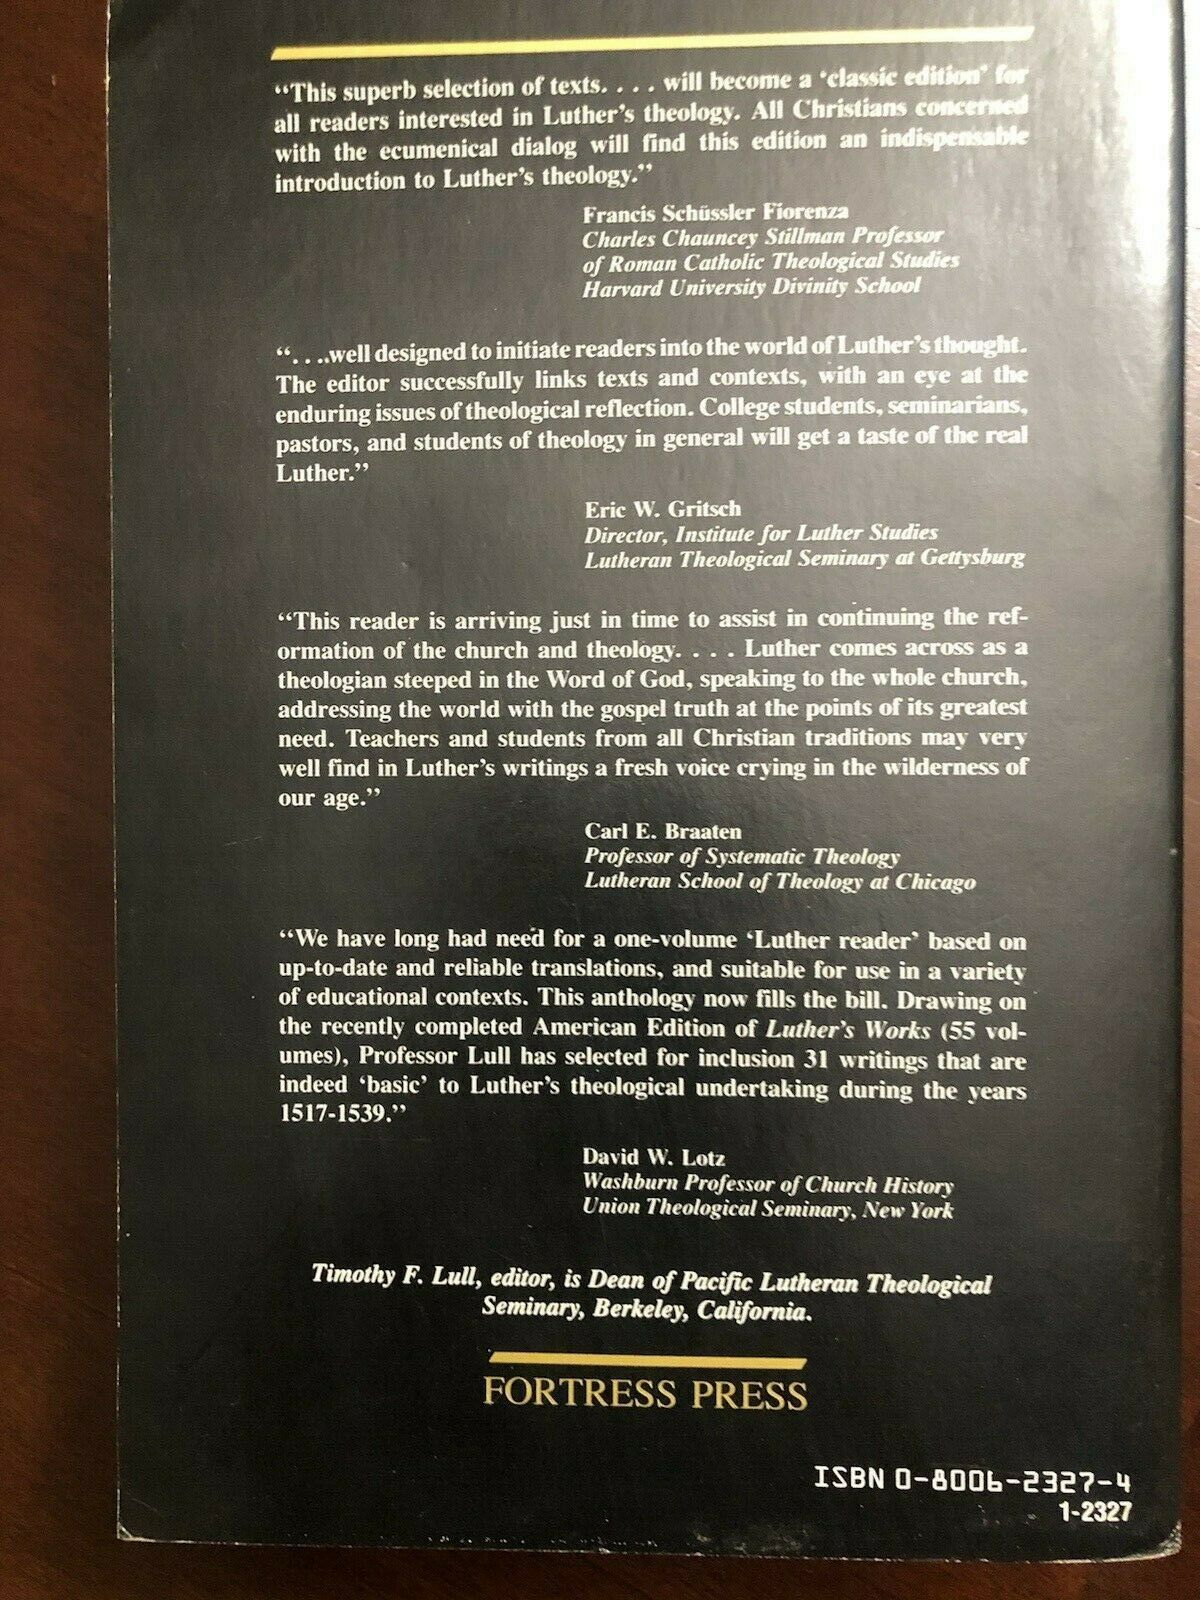 “This superb selection of texts. . . . will become a ‘classic edition’ for
all readers interested in Luther’s theology. All Christians concerned
with the ecumenical dialog will find this edition an indispensable
introduction to Luther’s theology.”
Francis Schüssler Fiorenza
Charles Chauncey Stillman Professor
of Roman Catholic Theological Studies
Harvard University Divinity School
“. . ..well designed to initiate readers into the world of Luther’s thought.
The editor successfully links texts and contexts, with an eye at the
enduring issues of theological reflection. College students, seminarians,
pastors, and students of theology in general will get a taste of the real
Luther.”
Eric W. Gritsch
Director, Institute for Luther Studies
Lutheran Theological Seminary at Gettysburg
“This reader is arriving just in time to assist in continuing the ref-
ormation of the church and theology. . . . Luther comes across as a
theologian steeped in the Word of God, speaking to the whole church,
addressing the world with the gospel truth at the points of its greatest
need. Teachers and students from all Christian traditions may very
well find in Luther’s writings a fresh voice crying in the wilderness of
our age.”
Carl E. Braaten
Professor of Systematic Theology
Lutheran School of Theology at Chicago
“We have long had need for a one-volume ‘Luther reader’ based on
up-to-date and reliable translations, and suitable for use in a variety
of educational contexts. This anthology now fills the bill. Drawing on
the recently completed American Edition of Luther’s Works (55 vol-
umes), Professor Lull has selected for inclusion 31 writings that are
indeed ‘basic’ to Luther’s theological undertaking during the years
1517-1539.”
David W. Lotz
Washburn Professor of Church History
Union Theological Seminary, New York
Timothy F. Lull, editor, is Dean of Pacific Lutheran Theological
Seminary, Berkeley, California.
FORTRESS PRESS
ISBN 0-8006-2327-4
1-2327